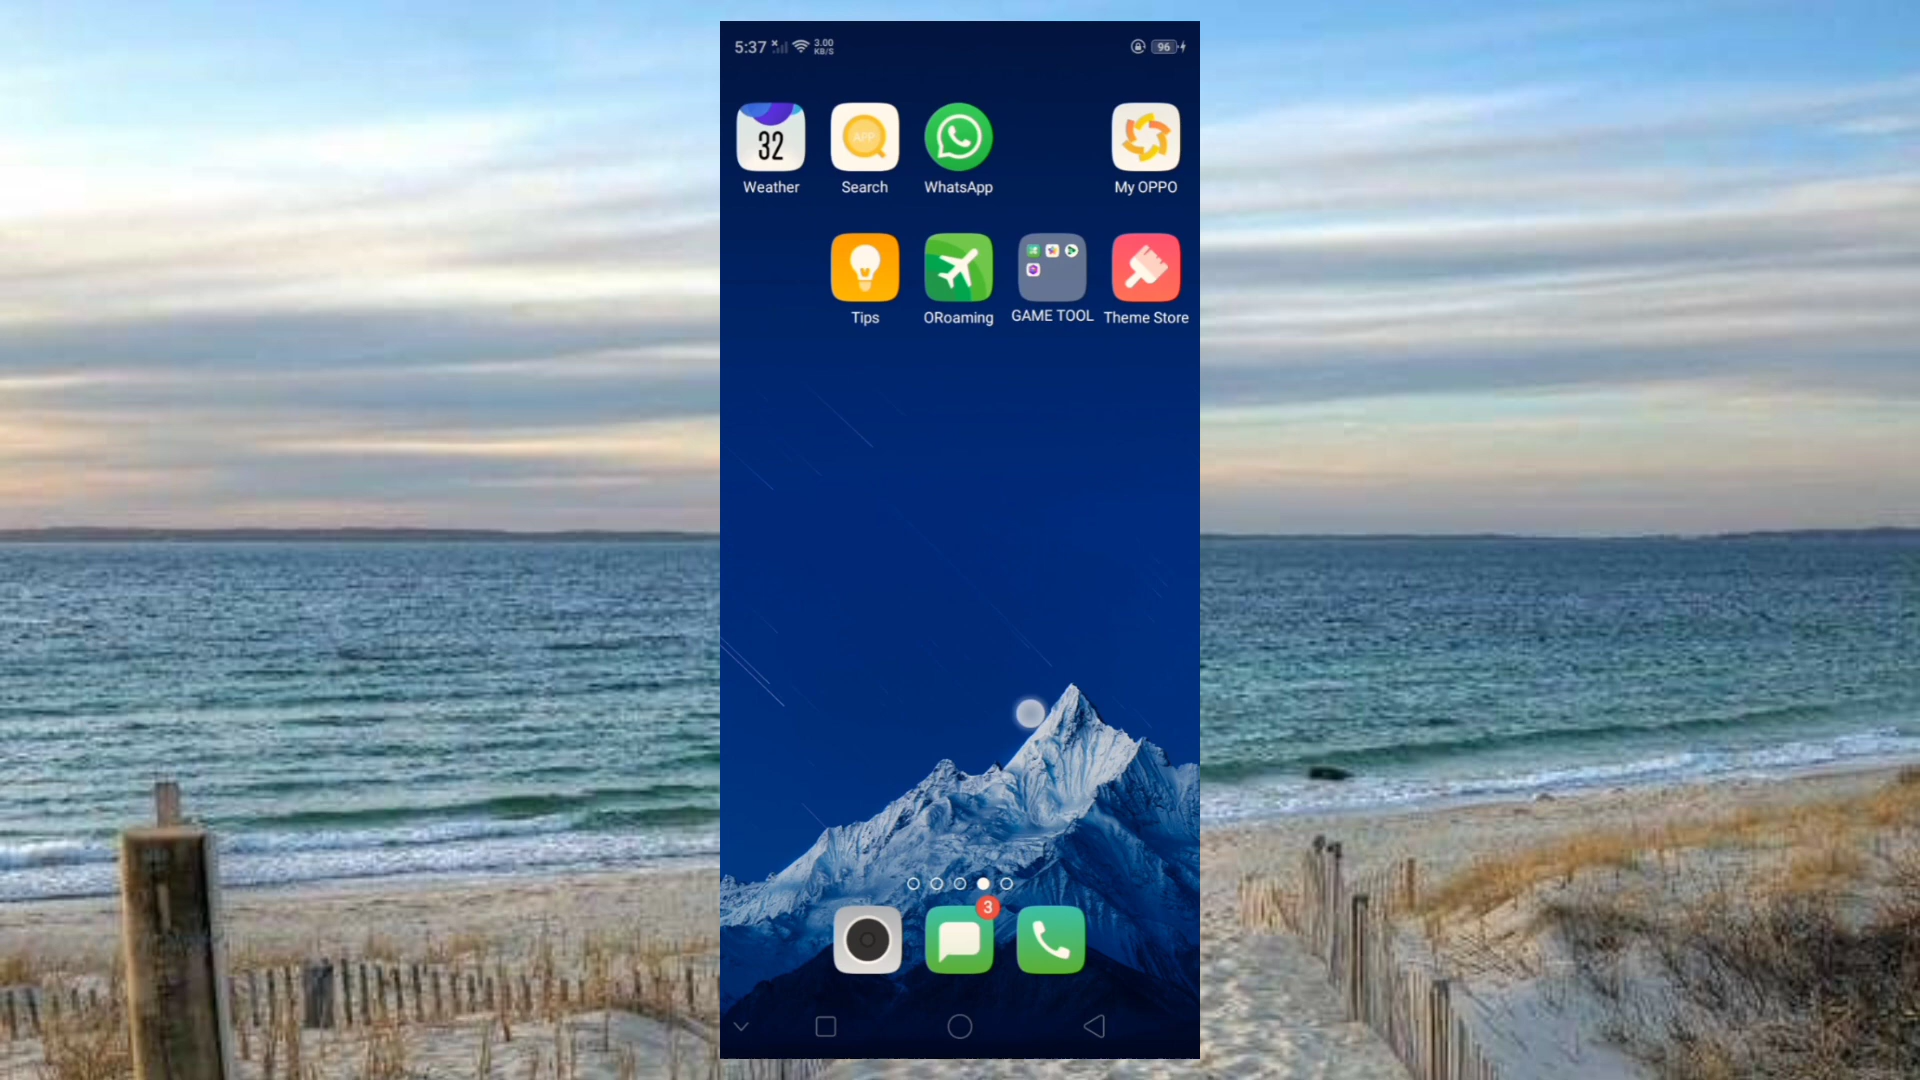 5:37 3.00 KB/S 96
32 APP
Weather Search WhatsApp My OPPO
Tips ORoaming GAME TOOL Theme Store
3